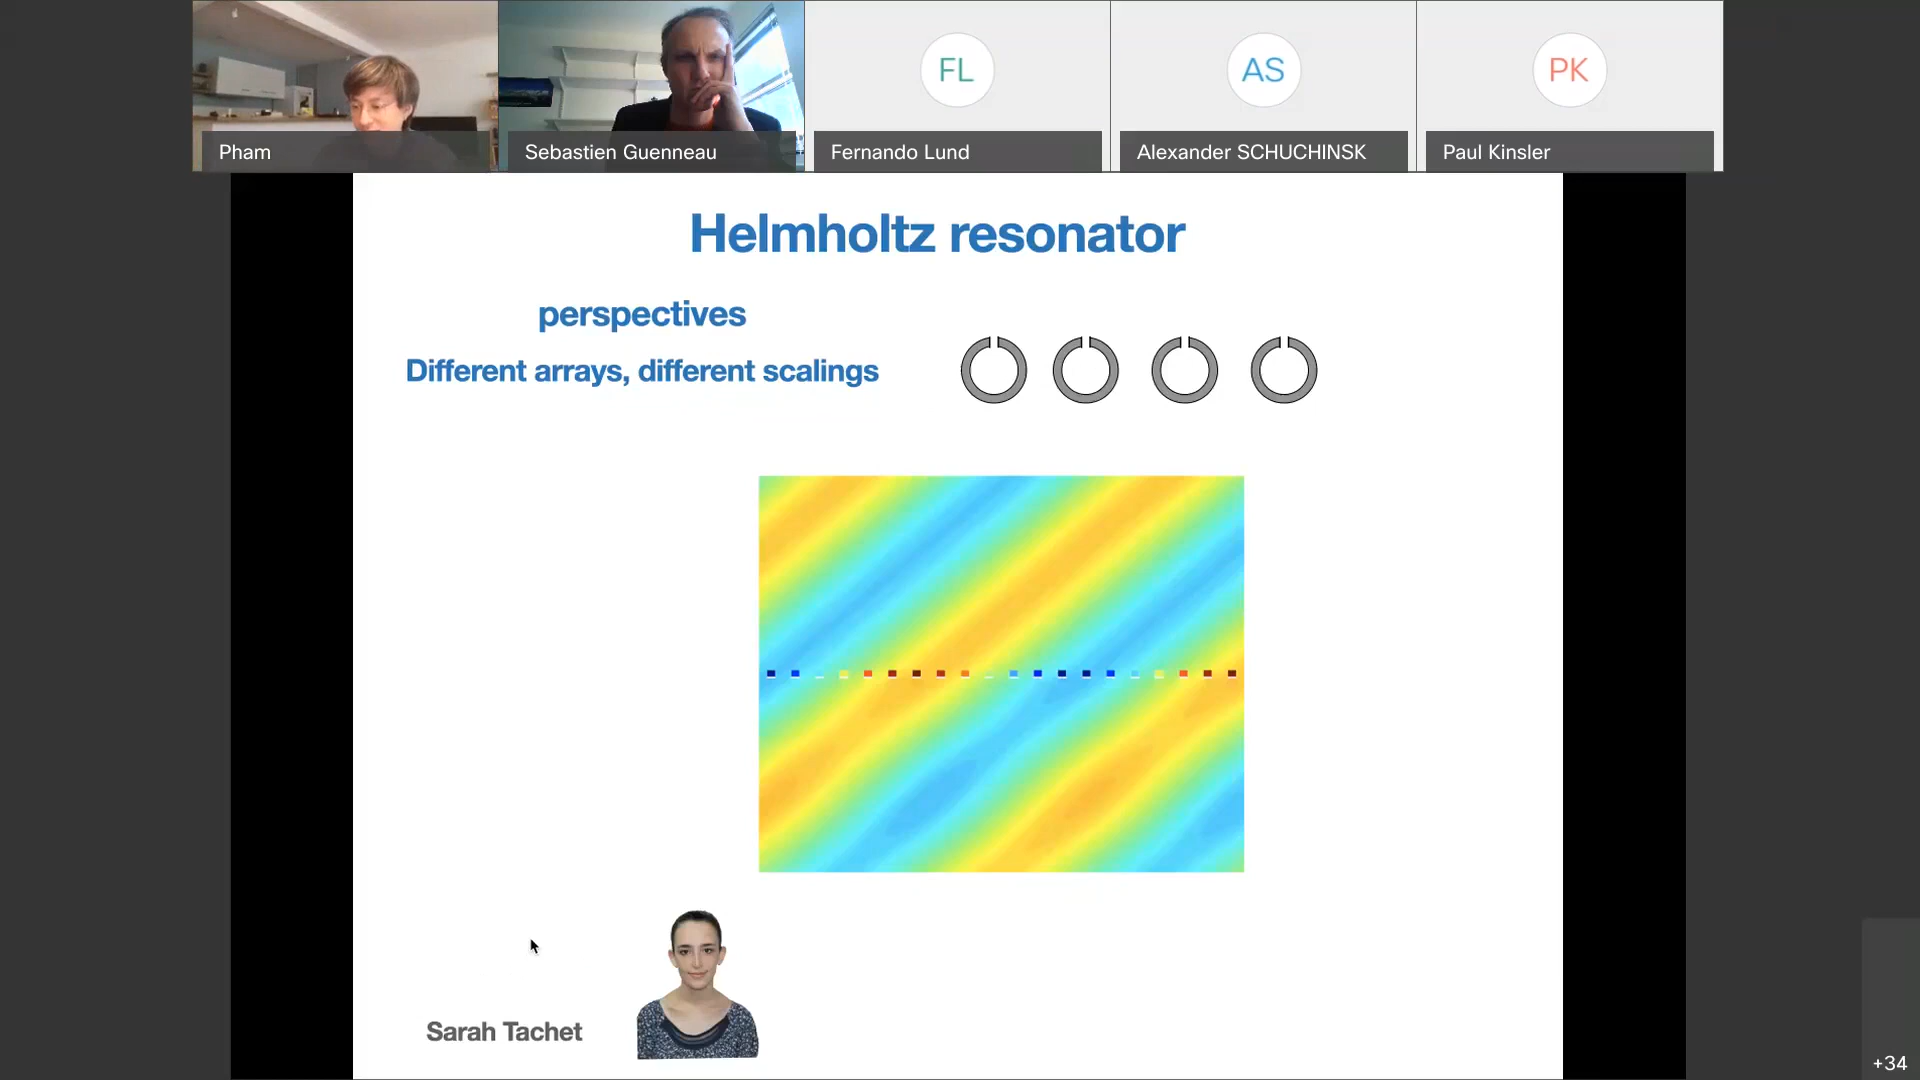 FL
AS
PK
Pham
Sebastien Guenneau
Fernando Lund
Alexander SCHUCHINSK
Paul Kinsler
Helmholtz resonator
perspectives
Different arrays, different scalings
Sarah Tachet
+34